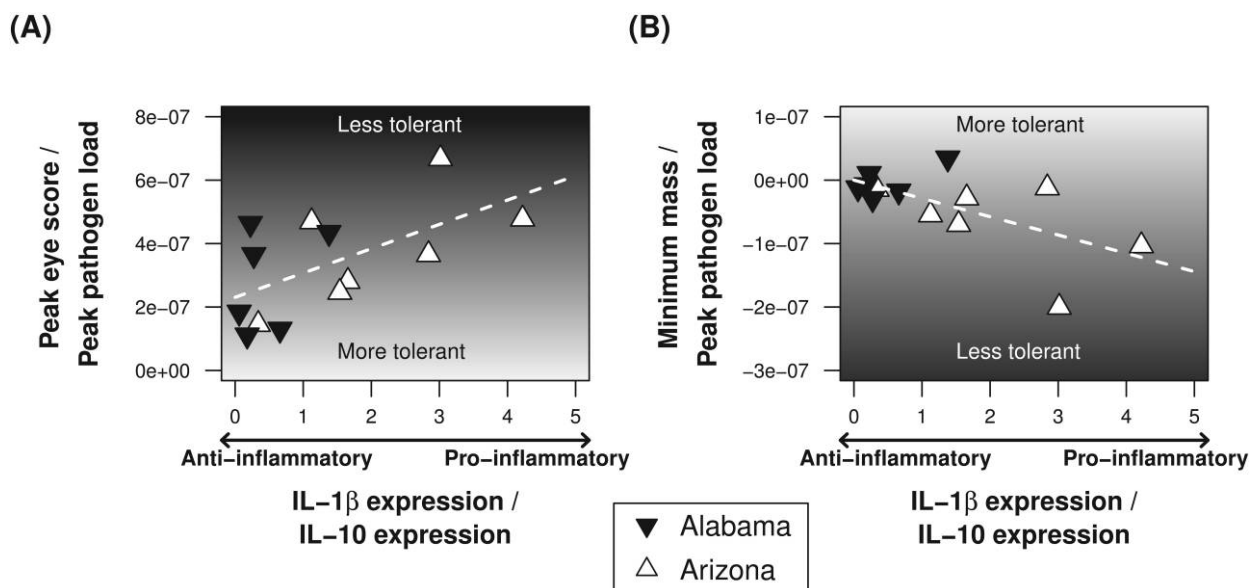 (A)
Peak eye score /
Peak pathogen load
8e−07
6e−07
4e−07
2e−07
0e+00
Less tolerant
More tolerant
0 1 2 3 4 5
Anti−inflammatory Pro−inflammatory
IL−1β expression /
IL−10 expression
(B)
Minimum mass /
Peak pathogen load
1e−07
0e+00
−1e−07
−2e−07
−3e−07
More tolerant
Less tolerant
0 1 2 3 4 5
Anti−inflammatory Pro−inflammatory
IL−1β expression /
IL−10 expression
Alabama
Arizona